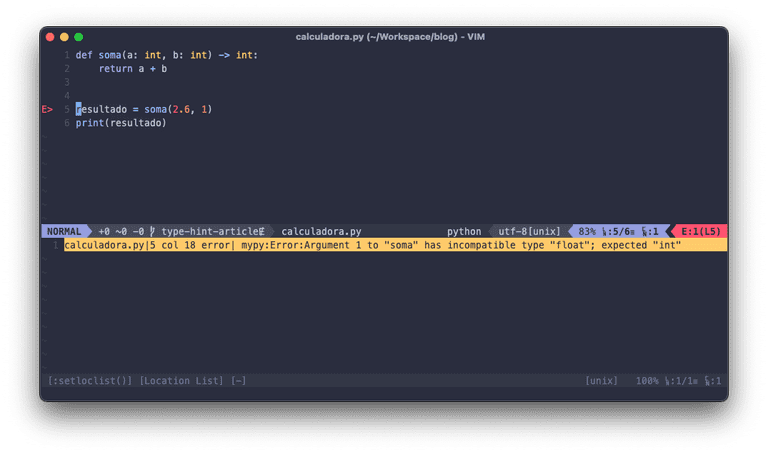 calculadora.py (~/Workspace/blog) - VIM
1 def soma(a: int, b: int) -> int:
2     return a + b
3
4
E> 5 resultado = soma(2.6, 1)
6 print(resultado)
~
~
~
~
~
~
~
NORMAL +0 ~0 -0 type-hint-article calculadora.py python utf-8[unix] 83% :5/6 :1 E:1(L5)
1 calculadora.py|5 col 18 error| mypy:Error:Argument 1 to "soma" has incompatible type "float"; expected "int"
~
~
~
~
~
~
~
~
~
[:setloclist()] [Location List] [-] [unix] 100% :1/1 :1